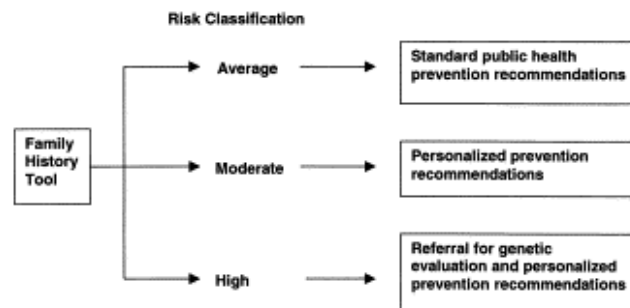 Risk Classification
Average
Standard public health
prevention recommendations
Family
History
Tool
Moderate
Personalized prevention
recommendations
High
Referral for genetic
evaluation and personalized
prevention recommendations